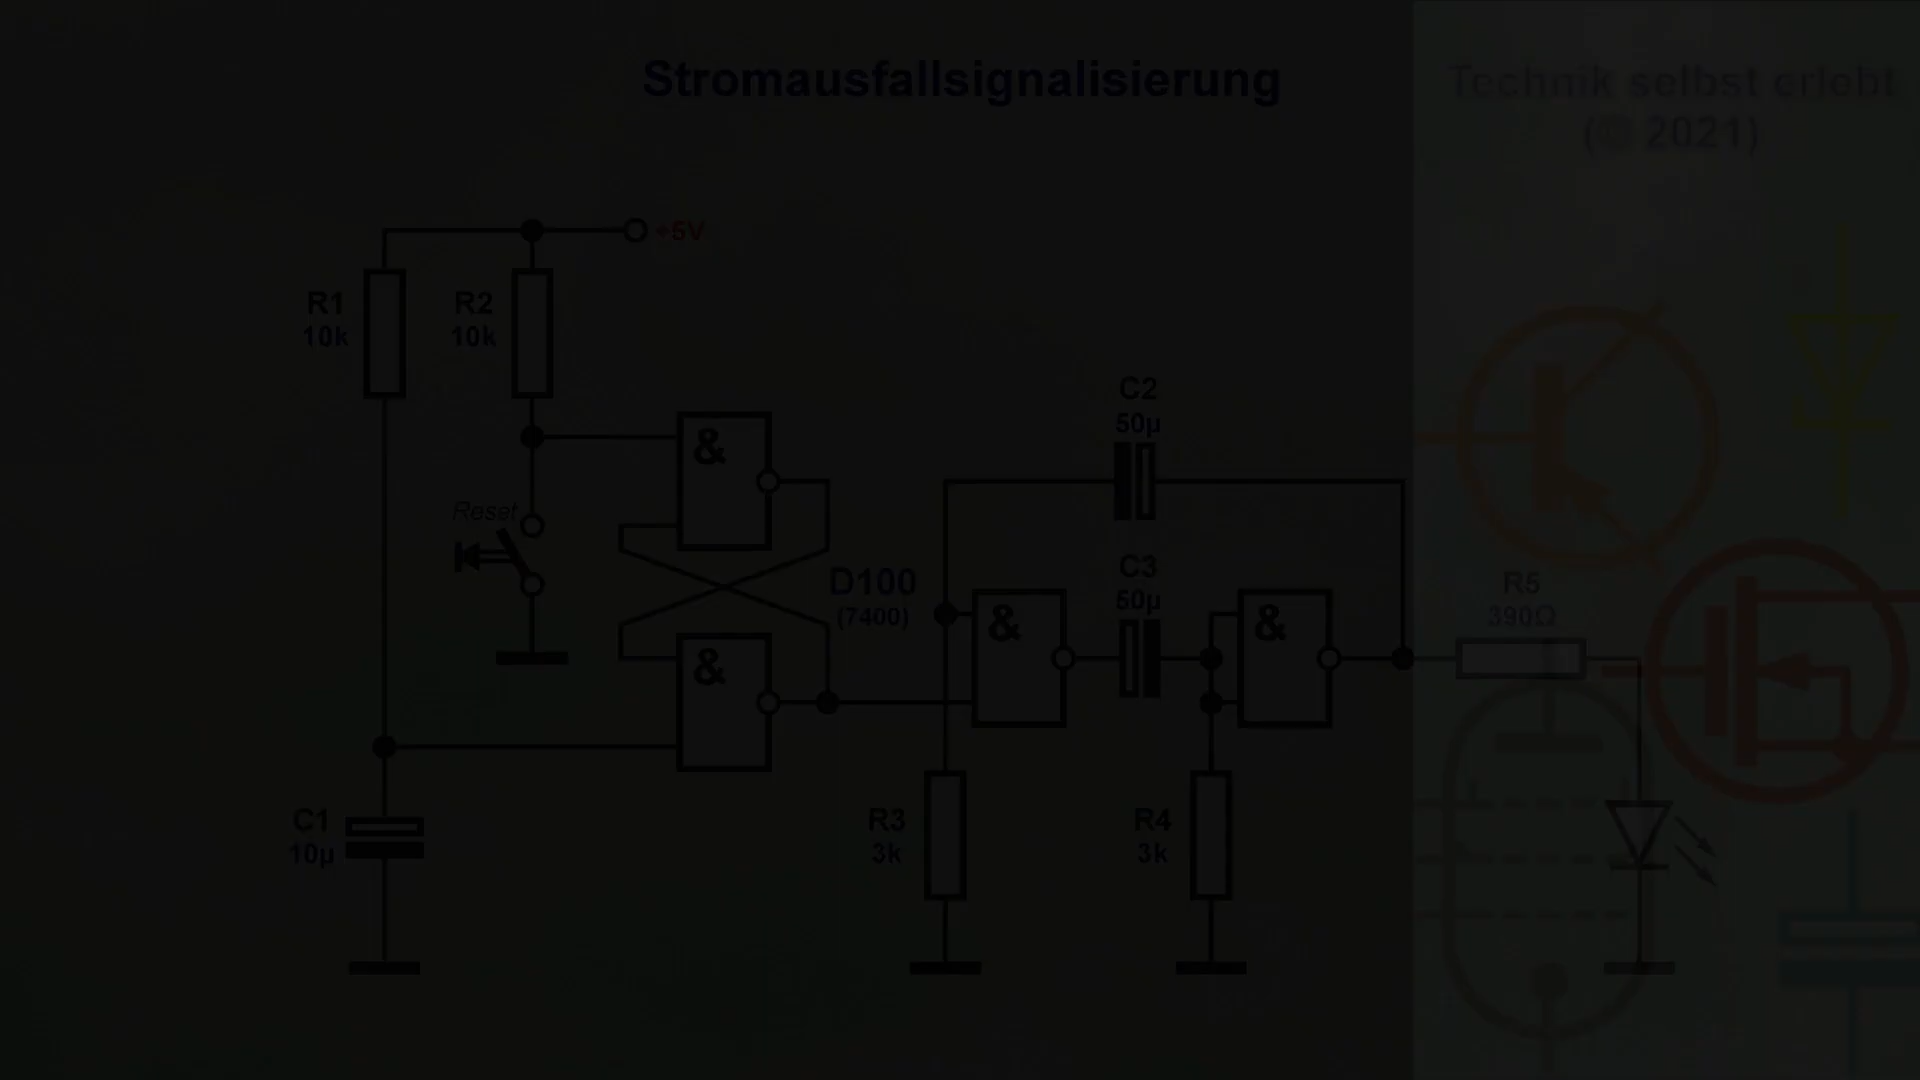 Stromausfallsignalisierung
Technik selbst erlebt
(© 2021)
+5V
R1
10k
R2
10k
&
C2
50µ
Reset
C3
50µ
D100
(7400)
&
&
&
R5
390Ω
C1
10µ
R3
3k
R4
3k